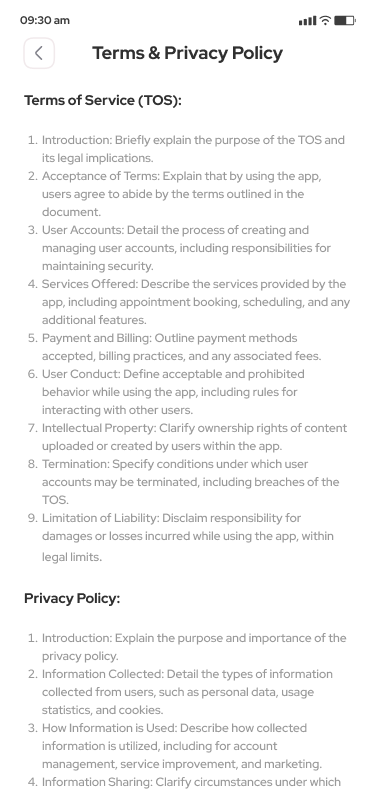 09:30 am
Terms & Privacy Policy
Terms of Service (TOS):
1. Introduction: Briefly explain the purpose of the TOS and
its legal implications.
2. Acceptance of Terms: Explain that by using the app,
users agree to abide by the terms outlined in the
document.
3. User Accounts: Detail the process of creating and
managing user accounts, including responsibilities for
maintaining security.
4. Services Offered: Describe the services provided by the
app, including appointment booking, scheduling, and any
additional features.
5. Payment and Billing: Outline payment methods
accepted, billing practices, and any associated fees.
6. User Conduct: Define acceptable and prohibited
behavior while using the app, including rules for
interacting with other users.
7. Intellectual Property: Clarify ownership rights of content
uploaded or created by users within the app.
8. Termination: Specify conditions under which user
accounts may be terminated, including breaches of the
TOS.
9. Limitation of Liability: Disclaim responsibility for
damages or losses incurred while using the app, within
legal limits.
Privacy Policy:
1. Introduction: Explain the purpose and importance of the
privacy policy.
2. Information Collected: Detail the types of information
collected from users, such as personal data, usage
statistics, and cookies.
3. How Information is Used: Describe how collected
information is utilized, including for account
management, service improvement, and marketing.
4. Information Sharing: Clarify circumstances under which